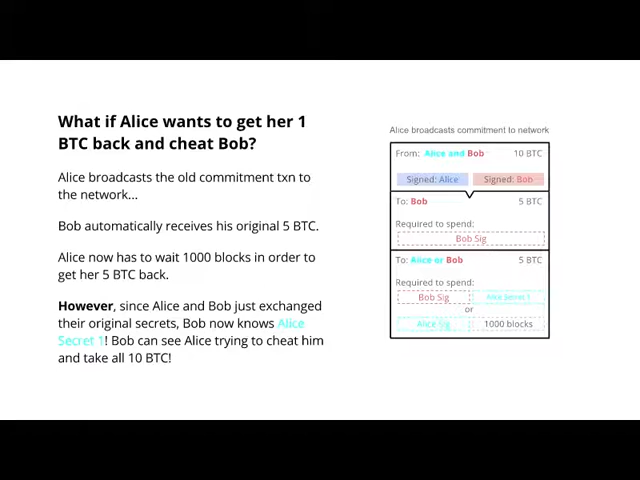 What if Alice wants to get her 1
BTC back and cheat Bob?
Alice broadcasts the old commitment txn to
the network...
Bob automatically receives his original 5 BTC.
Alice now has to wait 1000 blocks in order to
get her 5 BTC back.
However, since Alice and Bob just exchanged
their original secrets, Bob now knows Alice
Secret 1! Bob can see Alice trying to cheat him
and take all 10 BTC!
Alice broadcasts commitment to network
From: Alice and Bob 10 BTC
Signed: Alice Signed: Bob
To: Bob 5 BTC
Required to spend:
Bob Sig
To: Alice or Bob 5 BTC
Required to spend:
Bob Sig Alice Secret 1
or
Alice Sig 1000 blocks